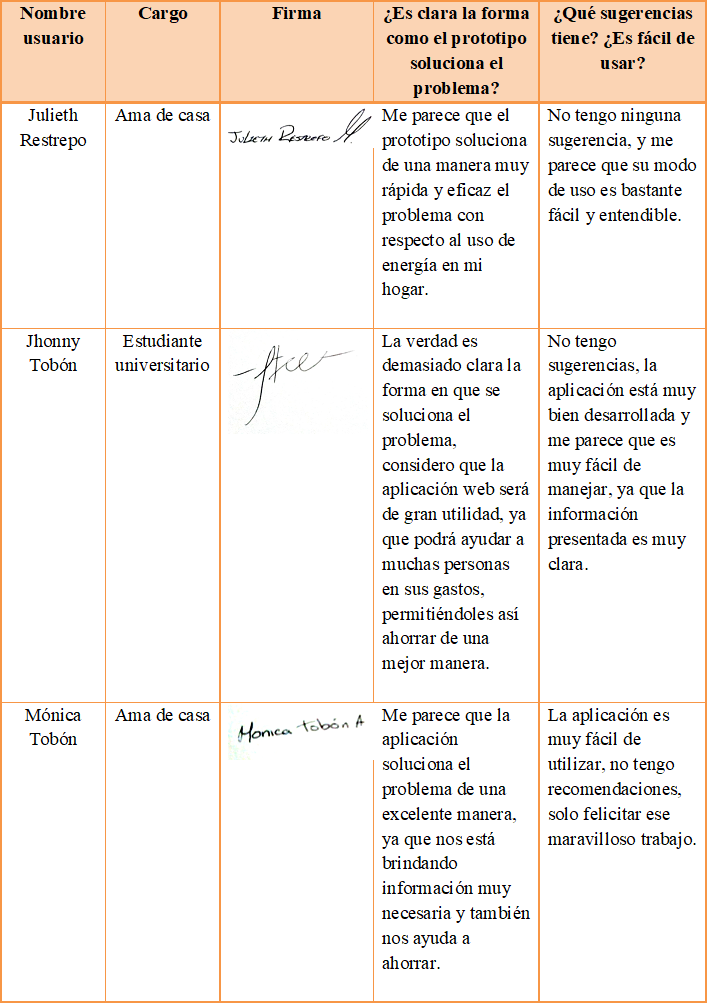 Nombre
usuario
Cargo
Firma
¿Es clara la forma
como el prototipo
soluciona el
problema?
¿Qué sugerencias
tiene? ¿Es fácil de
usar?
Julieth
Restrepo
Ama de casa
Julieth Restrepo M.
Me parece que el
prototipo soluciona
de una manera muy
rápida y eficaz el
problema con
respecto al uso de
energía en mi
hogar.
No tengo ninguna
sugerencia, y me
parece que su modo
de uso es bastante
fácil y entendible.
Jhonny
Tobón
Estudiante
universitario
La verdad es
demasiado clara la
forma en que se
soluciona el
problema,
considero que la
aplicación web será
de gran utilidad, ya
que podrá ayudar a
muchas personas
en sus gastos,
permitiéndoles así
ahorrar de una
mejor manera.
No tengo
sugerencias, la
aplicación está muy
bien desarrollada y
me parece que es
muy fácil de
manejar, ya que la
información
presentada es muy
clara.
Mónica
Tobón
Ama de casa
Monica Tobón A
Me parece que la
aplicación
soluciona el
problema de una
excelente manera,
ya que nos está
brindando
información muy
necesaria y también
nos ayuda a
ahorrar.
La aplicación es
muy fácil de
utilizar, no tengo
recomendaciones,
solo felicitar ese
maravilloso trabajo.